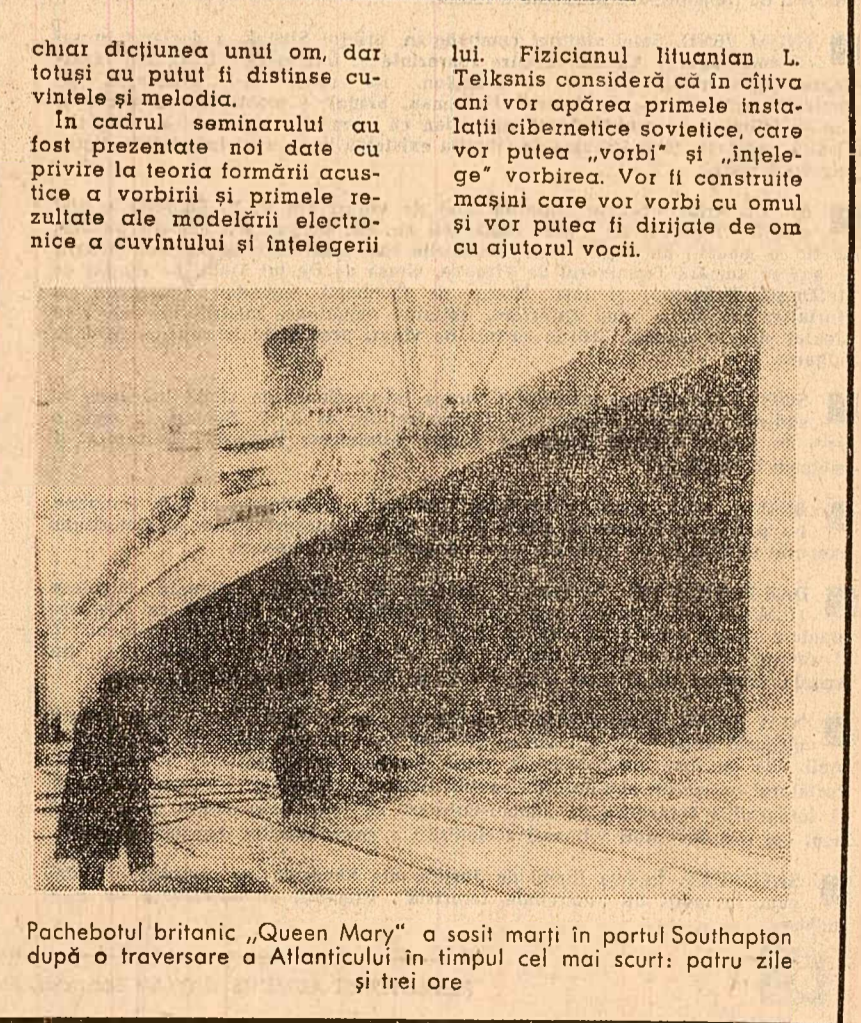 chiar dicțiunea unui om, dar
totuși au putut fi distinse cu-
vintele și melodia.
În cadrul seminarului au
fost prezentate noi date cu
privire la teoria formării acus-
tice a vorbirii și primele re-
zultate ale modelării electro-
nice a cuvîntului și înțelegerii
lui. Fizicianul lituanian L.
Telksnis consideră că în cîțiva
ani vor apărea primele insta-
lații cibernetice sovietice, care
vor putea „vorbi” și „înțele-
ge” vorbirea. Vor fi construite
mașini care vor vorbi cu omul
și vor putea fi dirijate de om
cu ajutorul vocii.
Pachebotul britanic „Queen Mary” a sosit marți în portul Southapton
după o traversare a Atlanticului în timpul cel mai scurt: patru zile
și trei ore